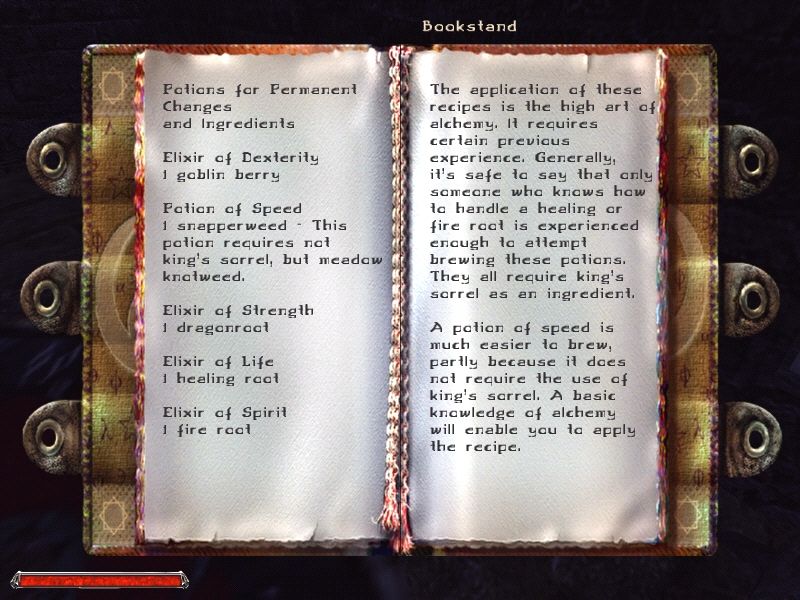 Bookstand
Potions for Permanent
Changes
and Ingredients
Elixir of Dexterity
1 goblin berry
Potion of Speed
1 snapperweed - This
potion requires not
king's sorrel, but meadow
knotweed.
Elixir of Strength
1 dragonroot
Elixir of Life
1 healing root
Elixir of Spirit
1 fire root
The application of these
recipes is the high art of
alchemy. It requires
certain previous
experience. Generally,
it's safe to say that only
someone who knows how
to handle a healing or
fire root is experienced
enough to attempt
brewing these potions.
They all require king's
sorrel as an ingredient.
A potion of speed is
much easier to brew,
partly because it does
not require the use of
king's sorrel. A basic
knowledge of alchemy
will enable you to apply
the recipe.